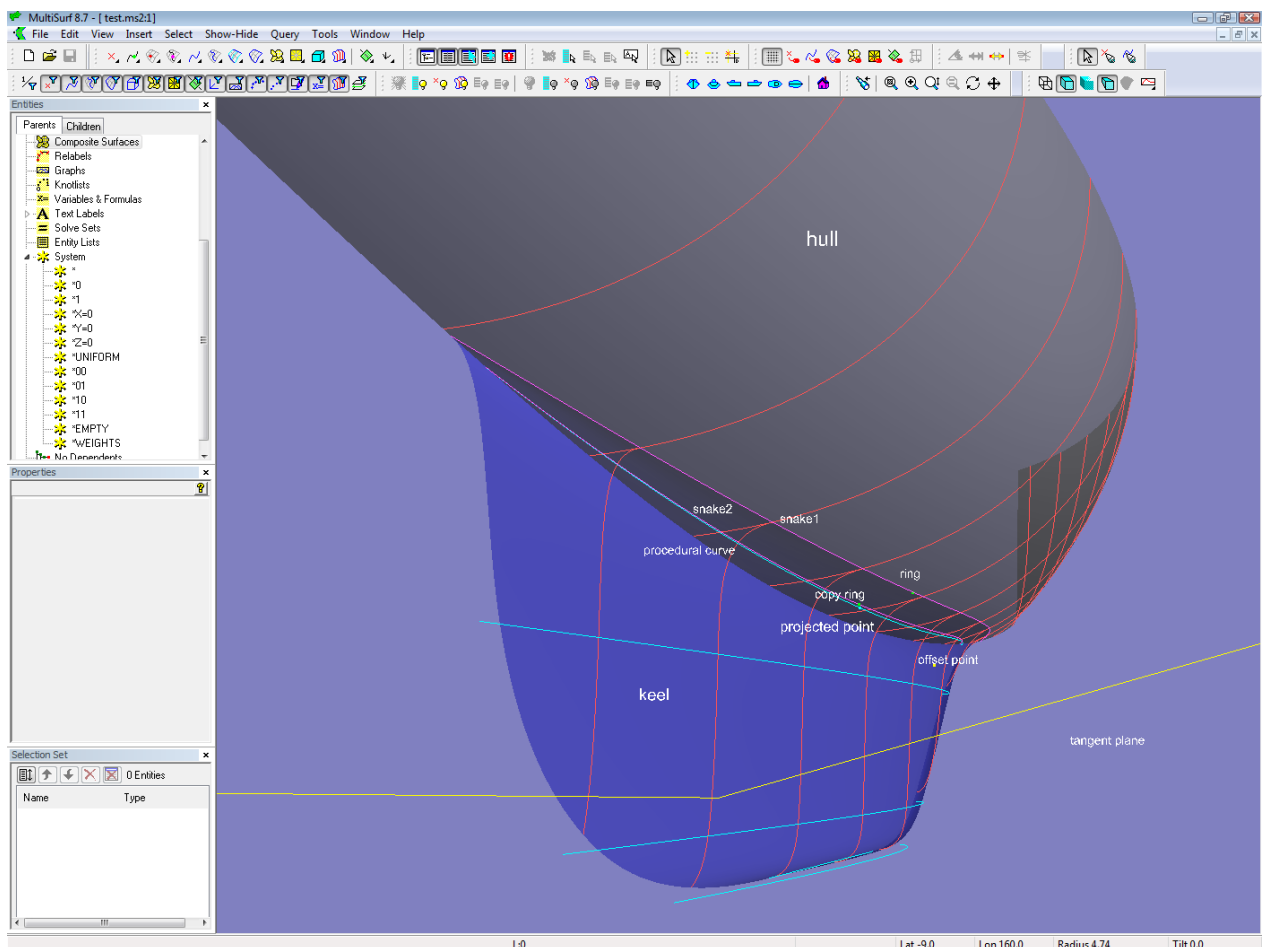 MultiSurf 8.7 - [ test.ms2:1]
File Edit View Insert Select Show-Hide Query Tools Window Help
Entities
Parents Children
Composite Surfaces
Relabels
Graphs
Knotlists
Variables & Formulas
Text Labels
Solve Sets
Entity Lists
System
*
*0
*1
*X=0
*Y=0
*Z=0
*UNIFORM
*00
*01
*10
*11
*EMPTY
*WEIGHTS
No Dependents
Properties
Selection Set
0 Entities
Name Type
hull
snake2
snake1
procedural curve
ring
copy ring
projected point
offset point
keel
tangent plane
L:0 Lat -9.0 Lon 160.0 Radius 4.74 Tilt 0.0